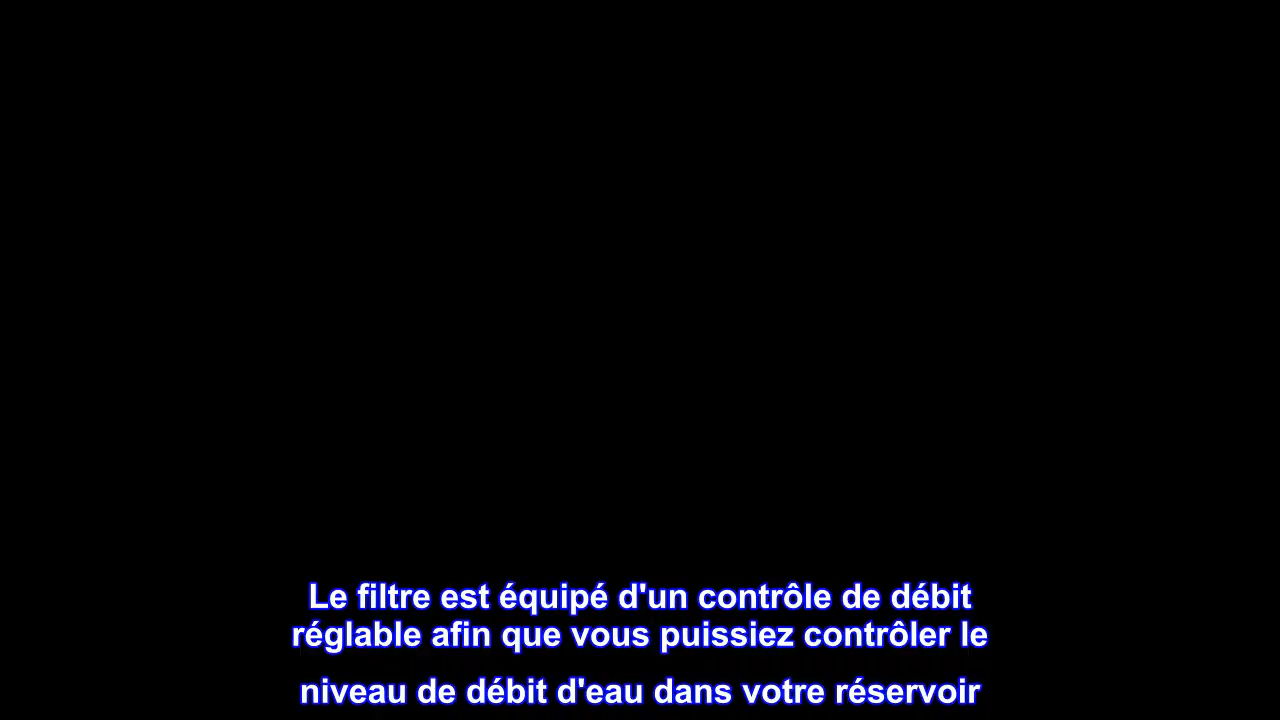 Le filtre est équipé d'un contrôle de débit
réglable afin que vous puissiez contrôler le
niveau de débit d'eau dans votre réservoir